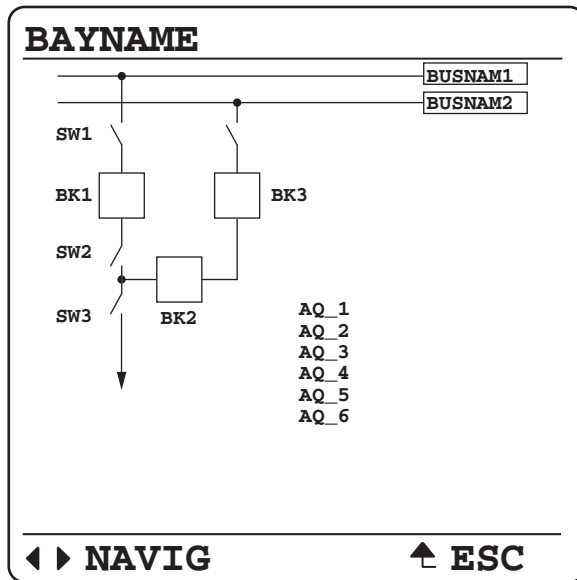 BAYNAME
BUSNAM1
BUSNAM2
SW1
BK1
BK3
SW2
SW3
BK2
AQ_1
AQ_2
AQ_3
AQ_4
AQ_5
AQ_6
NAVIG
ESC